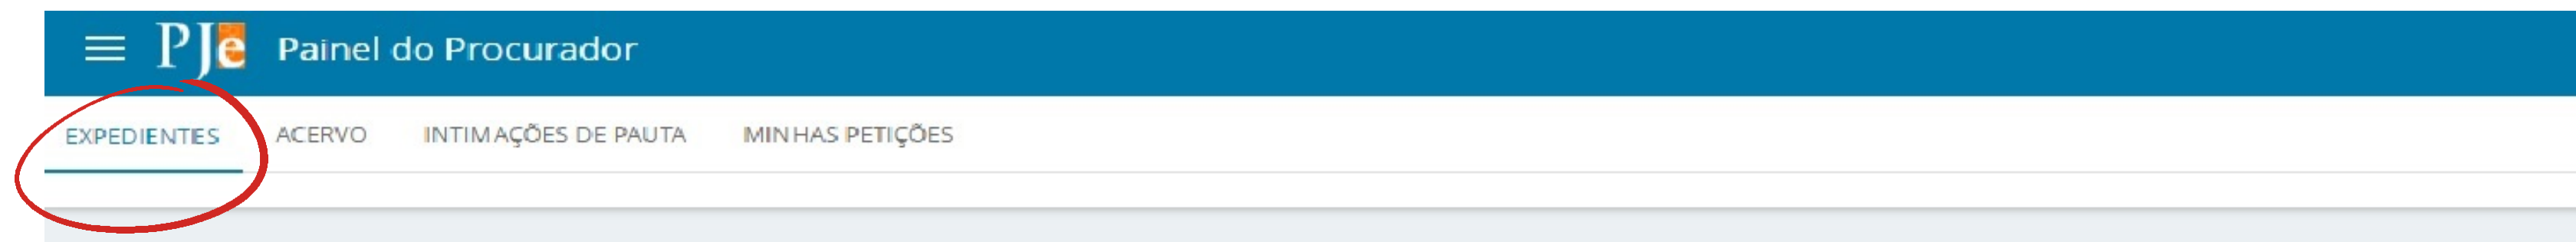 PJe Painel do Procurador
EXPEDIENTES ACERVO INTIMAÇÕES DE PAUTA MINHAS PETIÇÕES